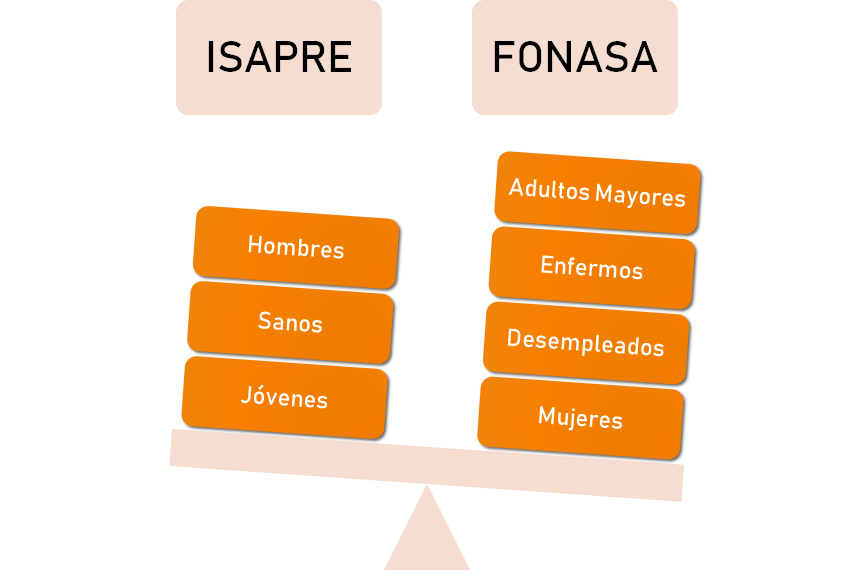 ISAPRE
FONASA
Hombres
Sanos
Jóvenes
Adultos Mayores
Enfermos
Desempleados
Mujeres